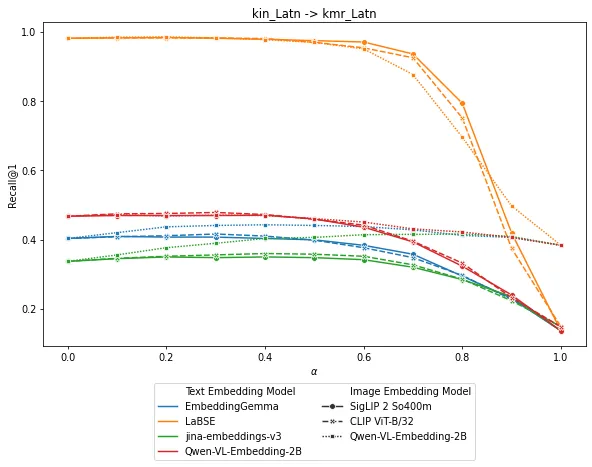 kin_Latn -> kmr_Latn
Recall@1
1.0
0.8
0.6
0.4
0.2
0.0
0.2
0.4
0.6
0.8
1.0
α
Text Embedding Model
EmbeddingGemma
LaBSE
jina-embeddings-v3
Qwen-VL-Embedding-2B
Image Embedding Model
SigLIP 2 So400m
CLIP ViT-B/32
Qwen-VL-Embedding-2B